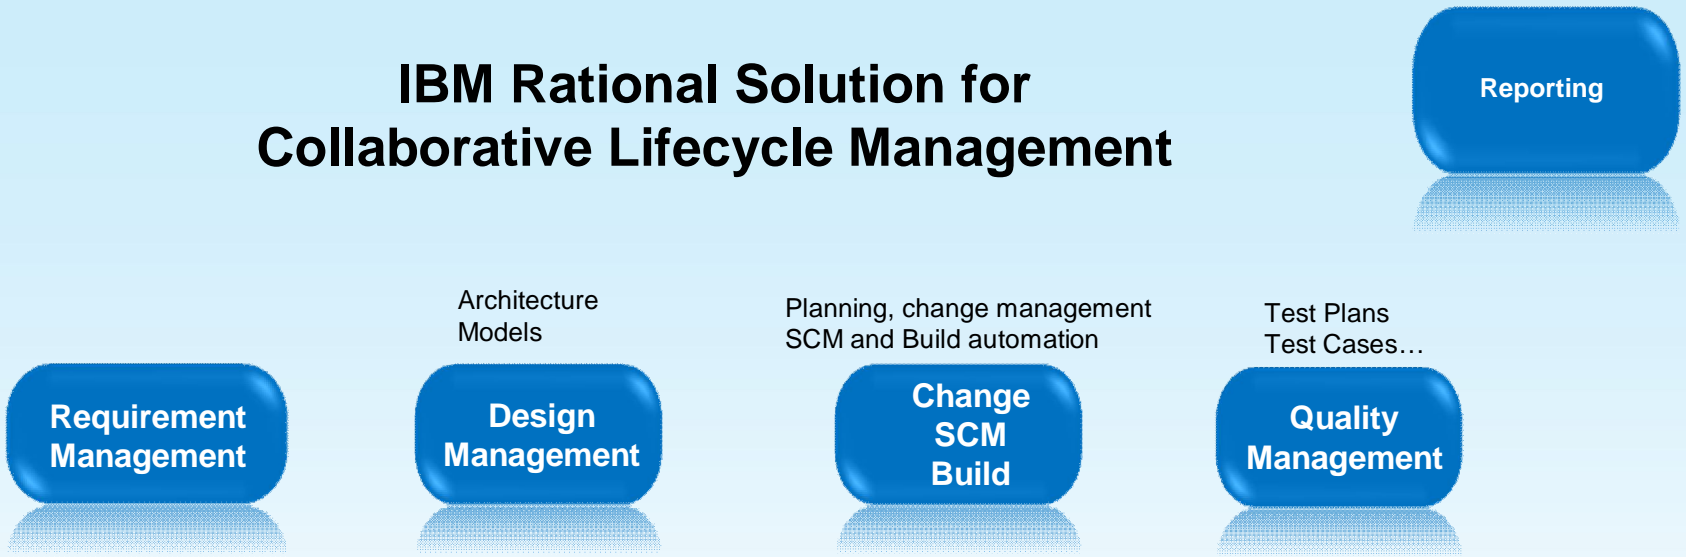 IBM Rational Solution for
Collaborative Lifecycle Management
Reporting
Architecture
Models
Planning, change management
SCM and Build automation
Test Plans
Test Cases…
Requirement
Management
Design
Management
Change
SCM
Build
Quality
Management